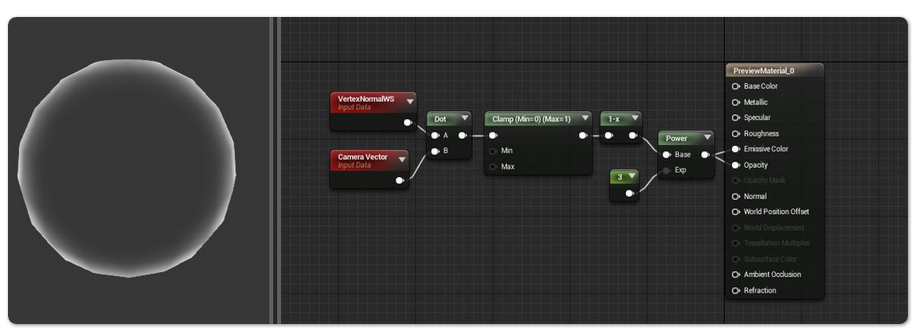 VertexNormalWS
Input Data
Camera Vector
Input Data
Dot
A
B
Clamp (Min=0) (Max=1)
Min
Max
1-x
3
Power
Base
Exp
PreviewMaterial_0
Base Color
Metallic
Specular
Roughness
Emissive Color
Opacity
Opacity Mask
Normal
World Position Offset
World Displacement
Tessellation Multiplier
Subsurface Color
Ambient Occlusion
Refraction